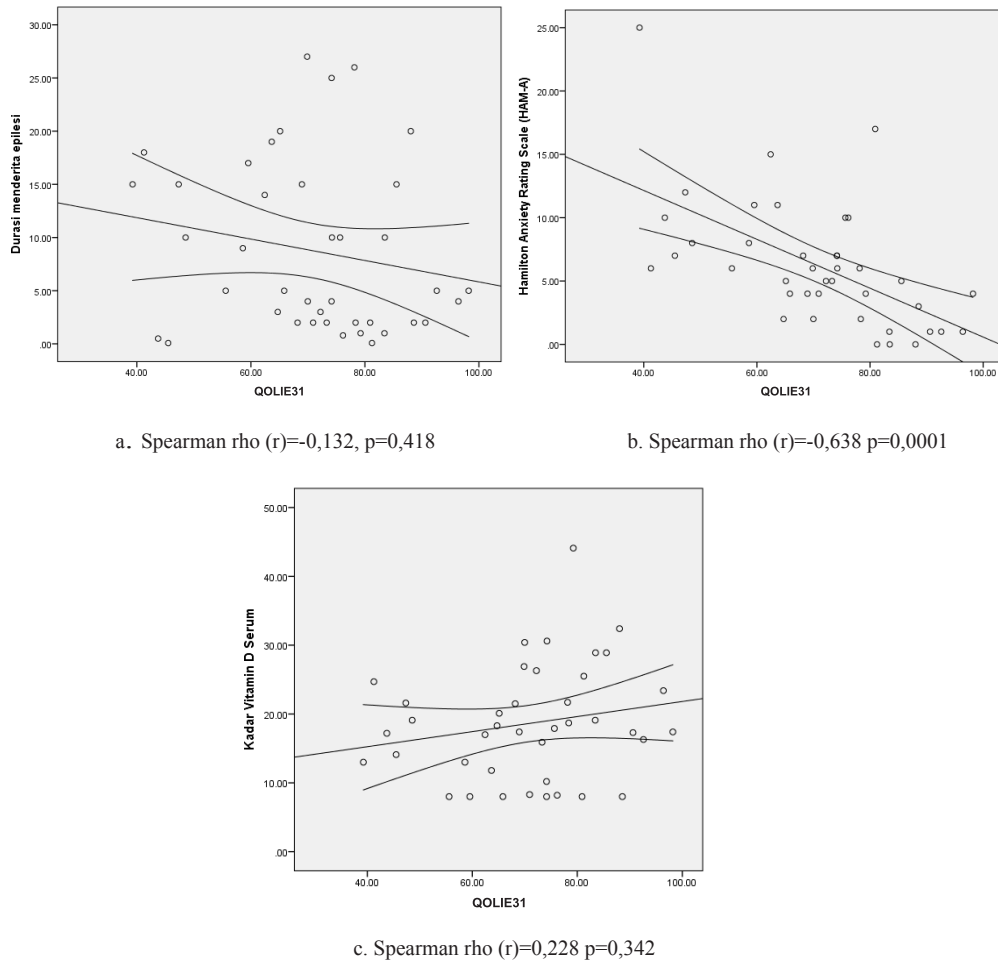 30.00
25.00
20.00
15.00
10.00
5.00
.00
Durasi menderita epilesi
40.00 60.00 80.00 100.00
QOLIE31
a. Spearman rho (r)=-0,132, p=0,418
25.00
20.00
15.00
10.00
5.00
.00
Hamilton Anxiety Rating Scale (HAM-A)
40.00 60.00 80.00 100.00
QOLIE31
b. Spearman rho (r)=-0,638 p=0,0001
50.00
40.00
30.00
20.00
10.00
.00
Kadar Vitamin D Serum
40.00 60.00 80.00 100.00
QOLIE31
c. Spearman rho (r)=0,228 p=0,342